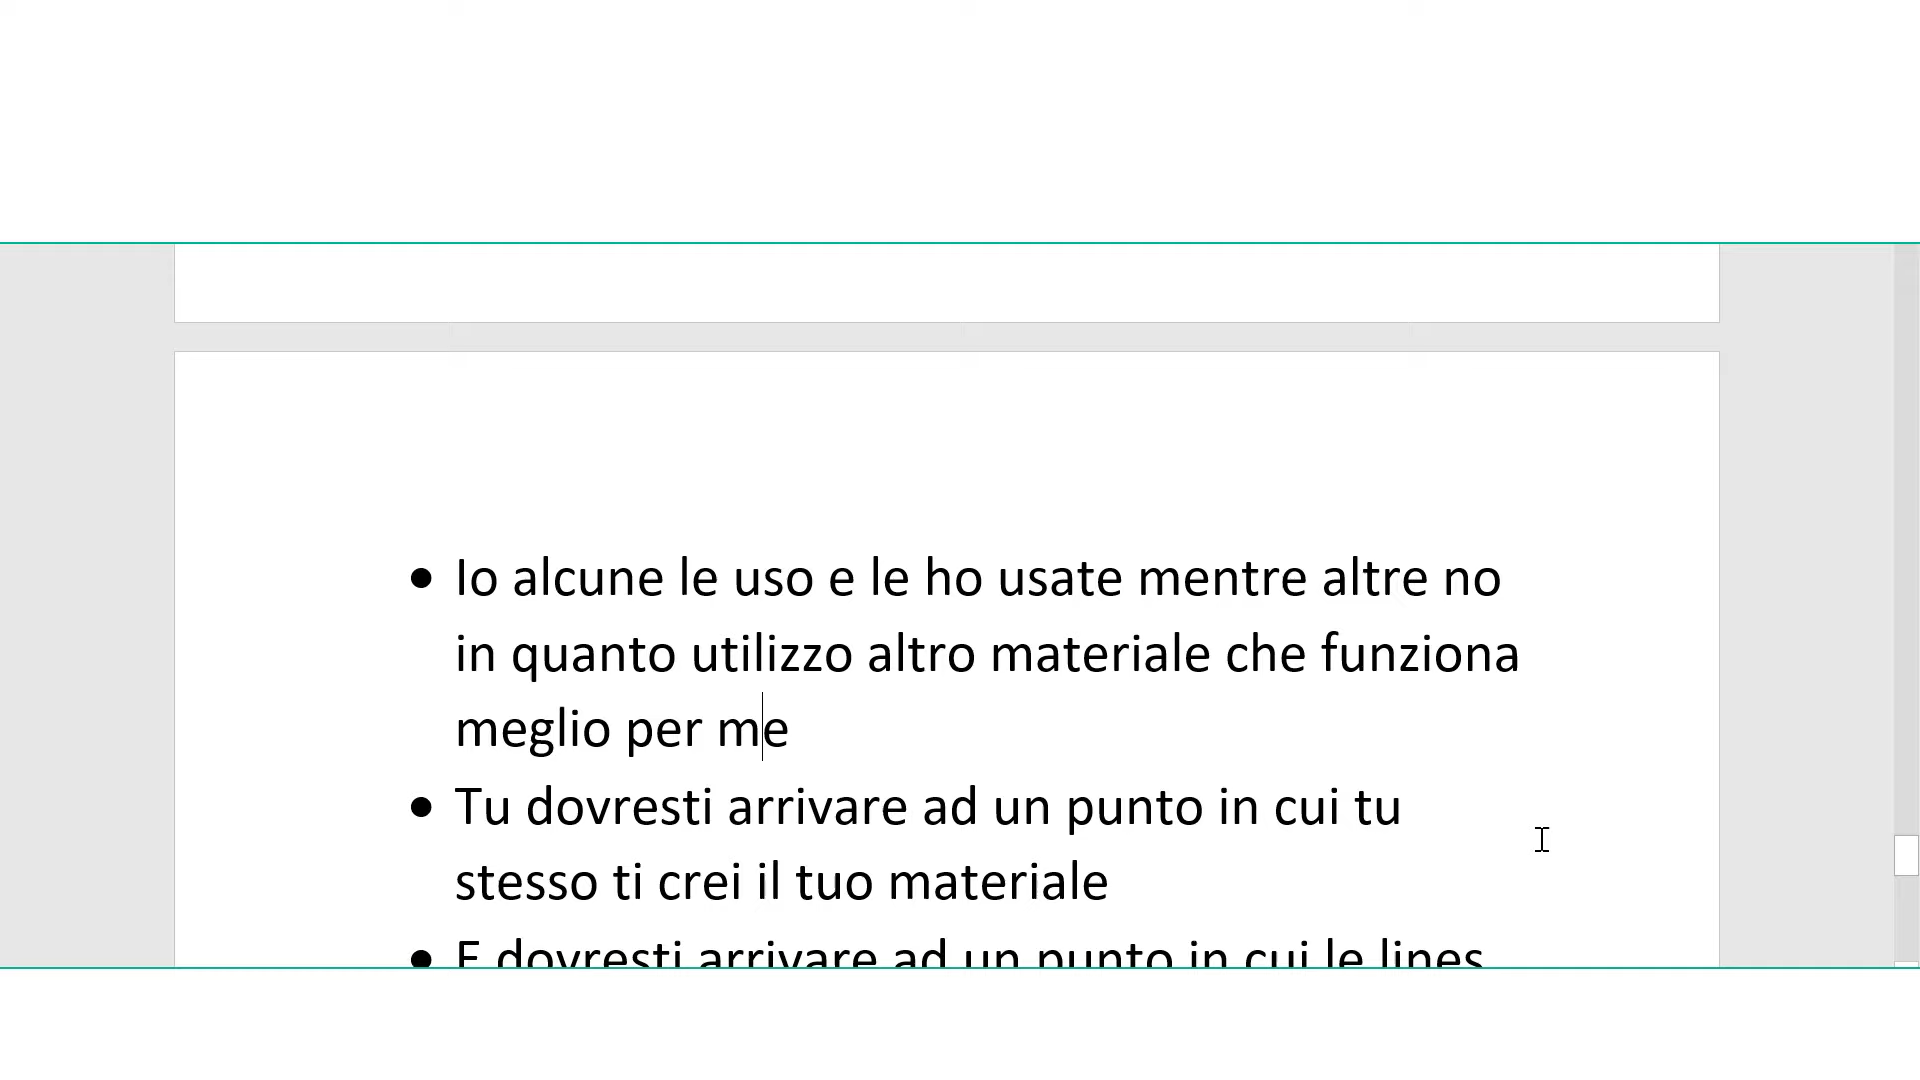 • Io alcune le uso e le ho usate mentre altre no
in quanto utilizzo altro materiale che funziona
meglio per me
• Tu dovresti arrivare ad un punto in cui tu
stesso ti crei il tuo materiale
• E dovresti arrivare ad un punto in cui le lines